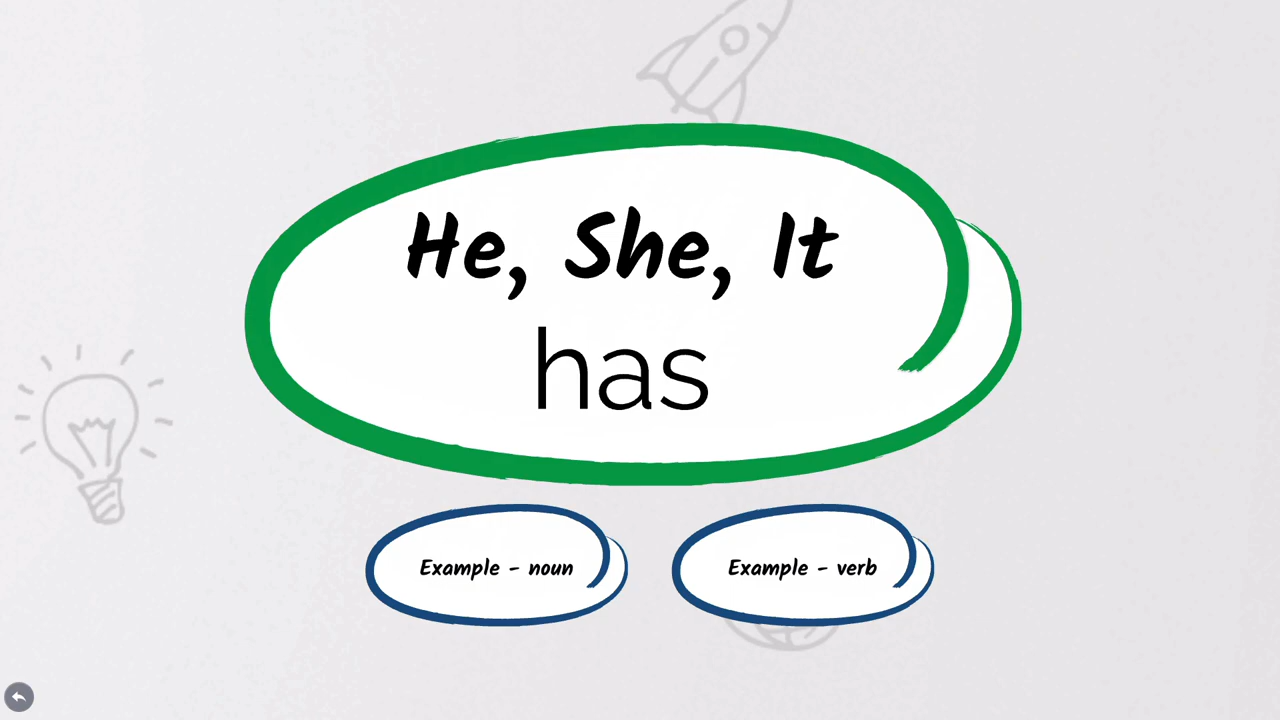 He, She, It
has
Example - noun
Example - verb